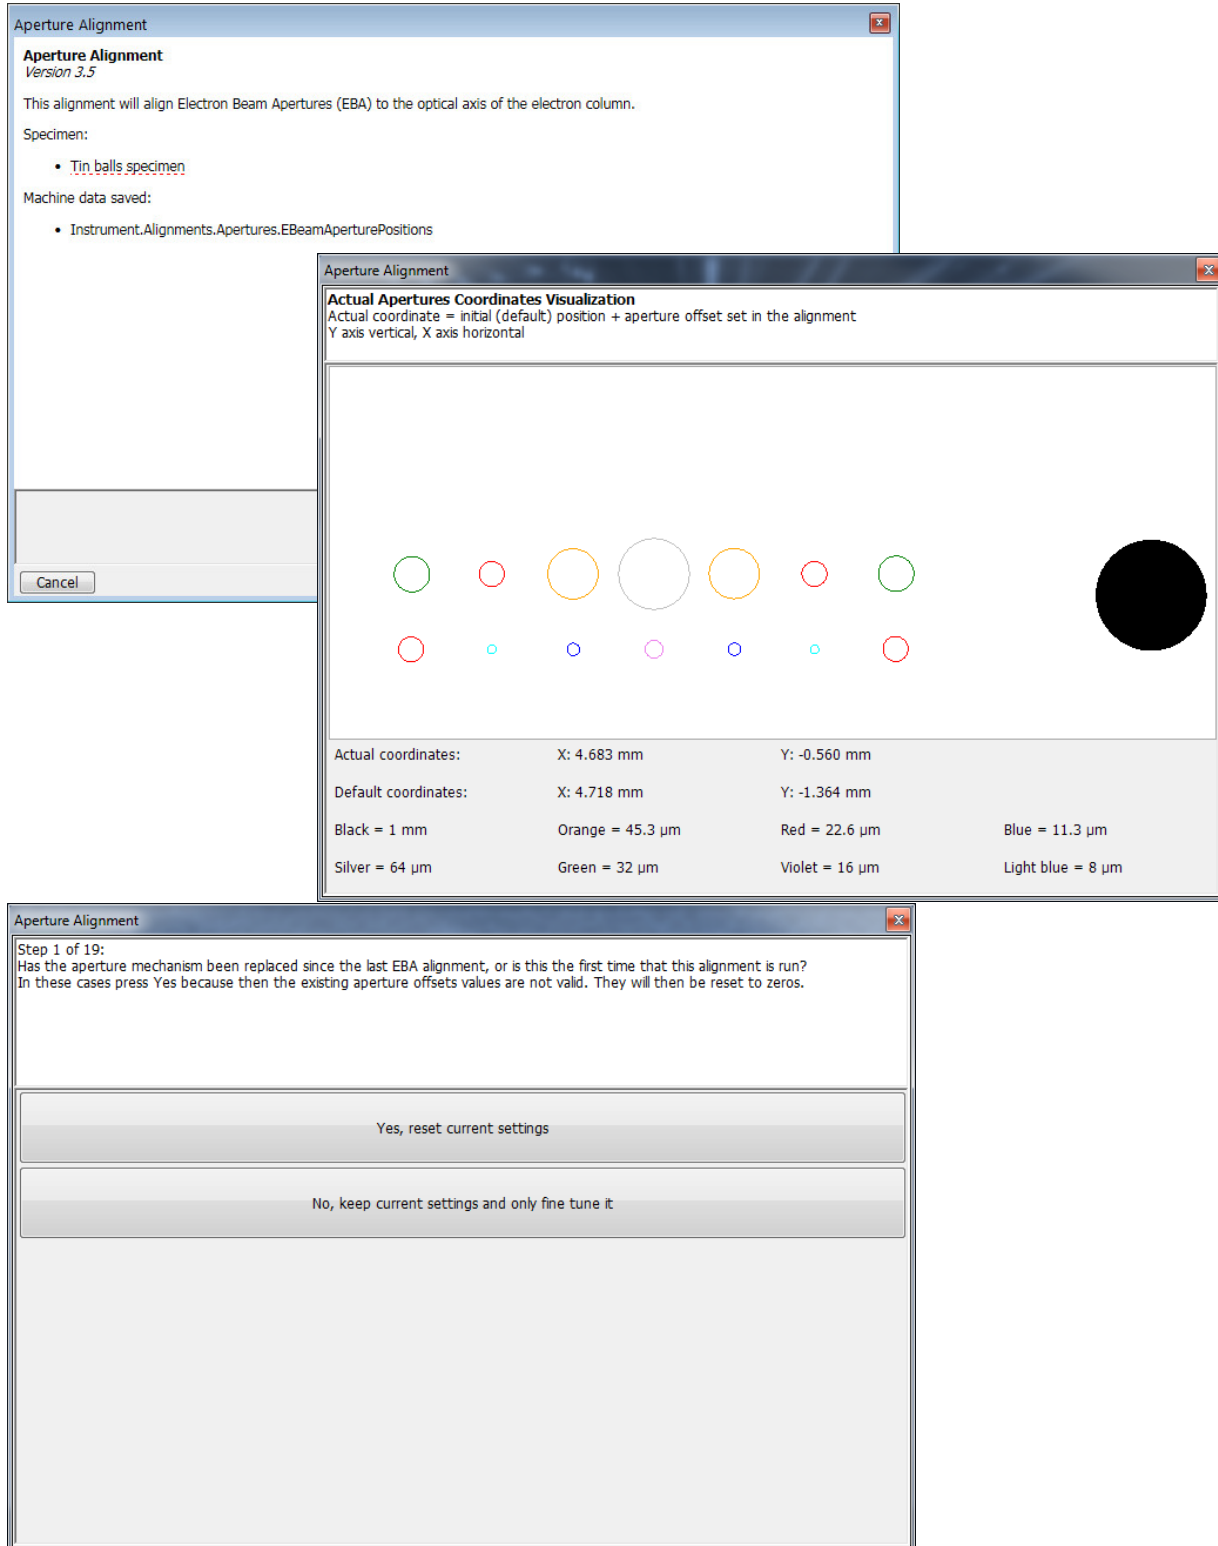 Aperture Alignment
Aperture Alignment
Version 3.5
This alignment will align Electron Beam Apertures (EBA) to the optical axis of the electron column.
Specimen:
• Tin balls specimen
Machine data saved:
• Instrument.Alignments.Apertures.EBeamAperturePositions
Cancel
Aperture Alignment
Actual Apertures Coordinates Visualization
Actual coordinate = initial (default) position + aperture offset set in the alignment
Y axis vertical, X axis horizontal
Actual coordinates: X: 4.683 mm Y: -0.560 mm
Default coordinates: X: 4.718 mm Y: -1.364 mm
Black = 1 mm Orange = 45.3 µm Red = 22.6 µm Blue = 11.3 µm
Silver = 64 µm Green = 32 µm Violet = 16 µm Light blue = 8 µm
Aperture Alignment
Step 1 of 19:
Has the aperture mechanism been replaced since the last EBA alignment, or is this the first time that this alignment is run?
In these cases press Yes because then the existing aperture offsets values are not valid. They will then be reset to zeros.
Yes, reset current settings
No, keep current settings and only fine tune it